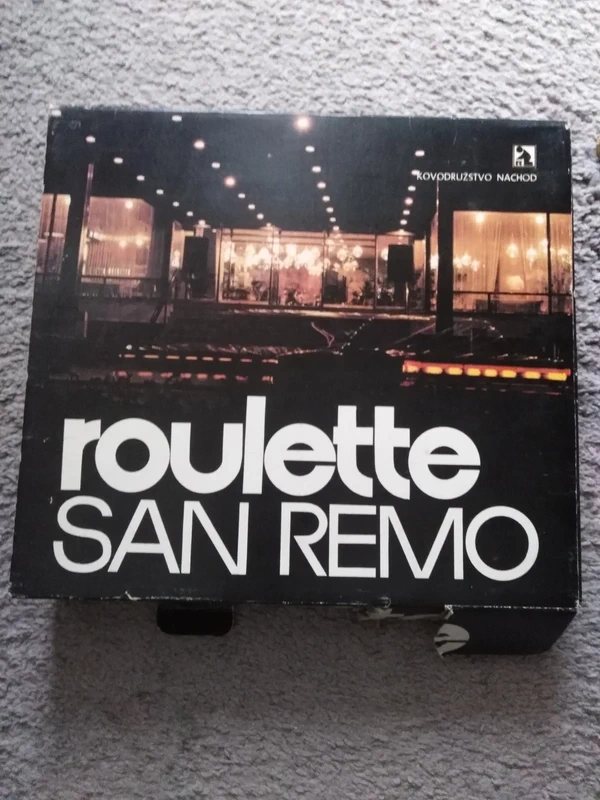 KOVODRUŽSTVO NÁCHOD
roulette
SAN REMO